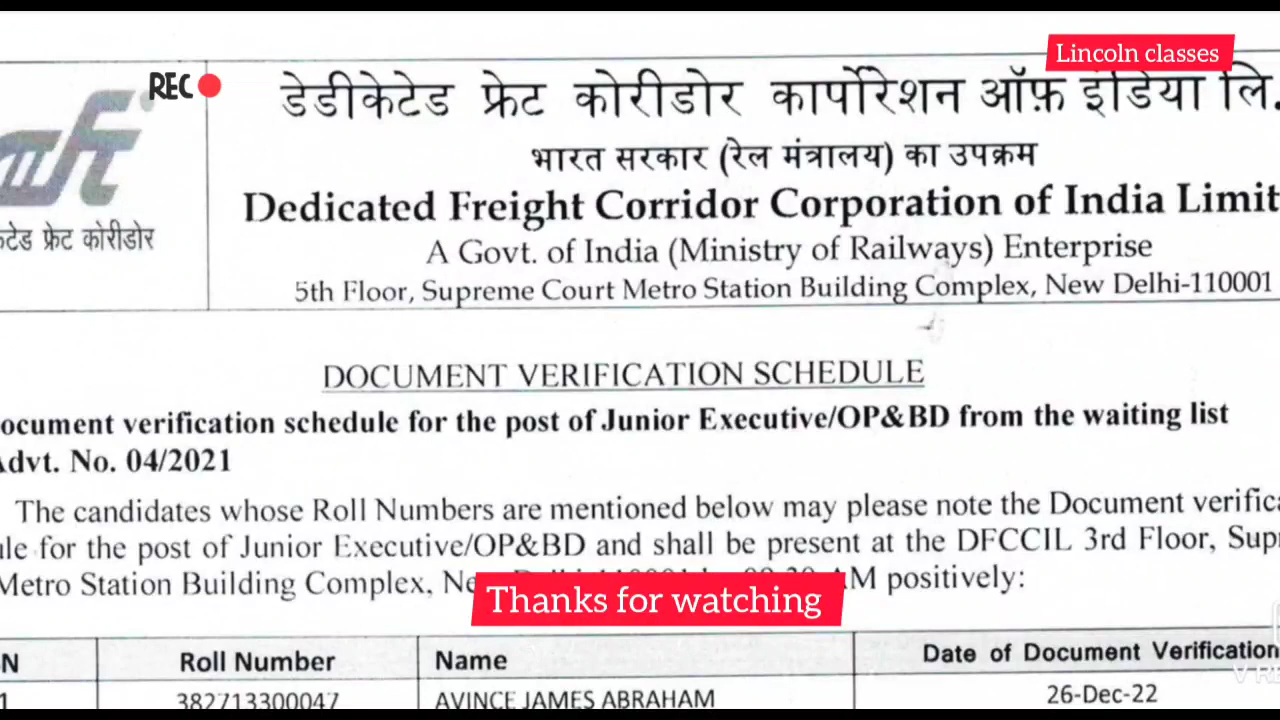 Lincoln classes
REC
डेडीकेटेड फ्रेट कोरीडोर कार्पोरेशन ऑफ़ इंडिया लि.
भारत सरकार (रेल मंत्रालय) का उपक्रम
Dedicated Freight Corridor Corporation of India Limit
A Govt. of India (Ministry of Railways) Enterprise
5th Floor, Supreme Court Metro Station Building Complex, New Delhi-110001
फ्रेट कोरीडोर
DOCUMENT VERIFICATION SCHEDULE
ocument verification schedule for the post of Junior Executive/OP&BD from the waiting list
Advt. No. 04/2021
The candidates whose Roll Numbers are mentioned below may please note the Document verifica
ule for the post of Junior Executive/OP&BD and shall be present at the DFCCIL 3rd Floor, Supr
Metro Station Building Complex, AM positively:
Thanks for watching
N Roll Number Name Date of Document Verification
1 382713300047 AVINCE JAMES ABRAHAM 26-Dec-22